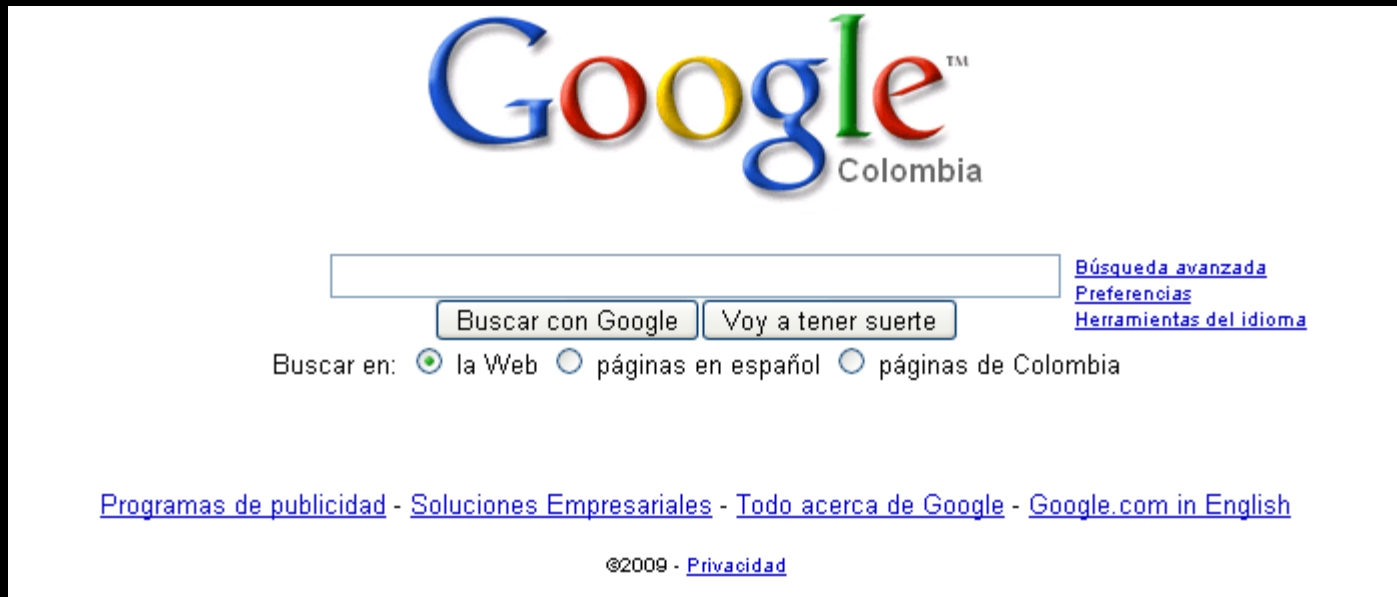 Google™
Colombia
Búsqueda avanzada
Preferencias
Herramientas del idioma
Buscar con Google Voy a tener suerte
Buscar en: la Web páginas en español páginas de Colombia
Programas de publicidad - Soluciones Empresariales - Todo acerca de Google - Google.com in English
©2009 - Privacidad